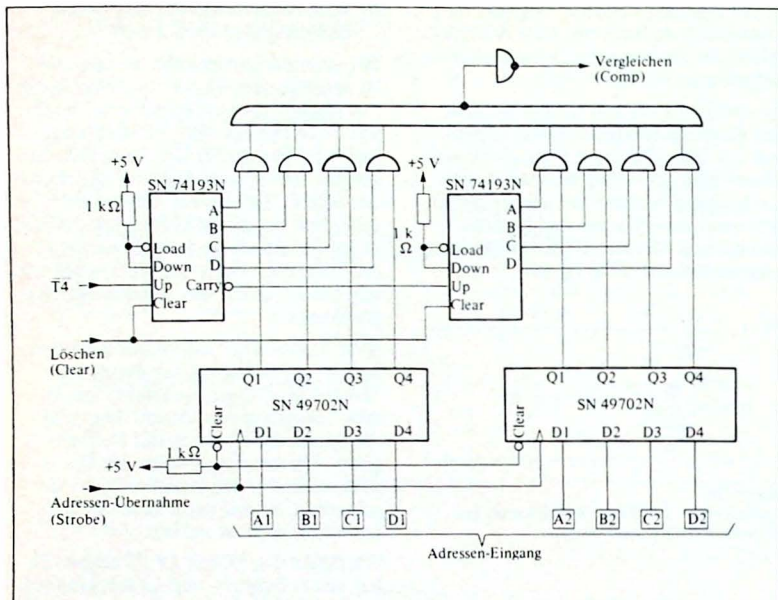 Vergleichen
(Comp)
+5 V
+5 V
SN 74193N
SN 74193N
1 kΩ
1 k
Ω
A
B
C
D
Load
Down
Up
Carry
Clear
A
B
C
D
Load
Down
Up
Clear
T4
Löschen
(Clear)
Q1 Q2 Q3 Q4
SN 49702N
Clear
D1 D2 D3 D4
Q1 Q2 Q3 Q4
SN 49702N
Clear
D1 D2 D3 D4
1 kΩ
+5 V
Adressen-Übernahme
(Strobe)
A1 B1 C1 D1
A2 B2 C2 D2
Adressen-Eingang